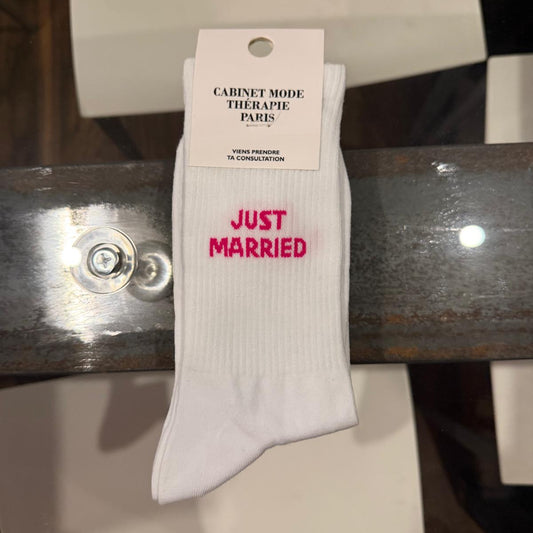 CABINET MODE
THÉRAPIE
PARIS
VIENS PRENDRE
TA CONSULTATION
JUST
MARRIED